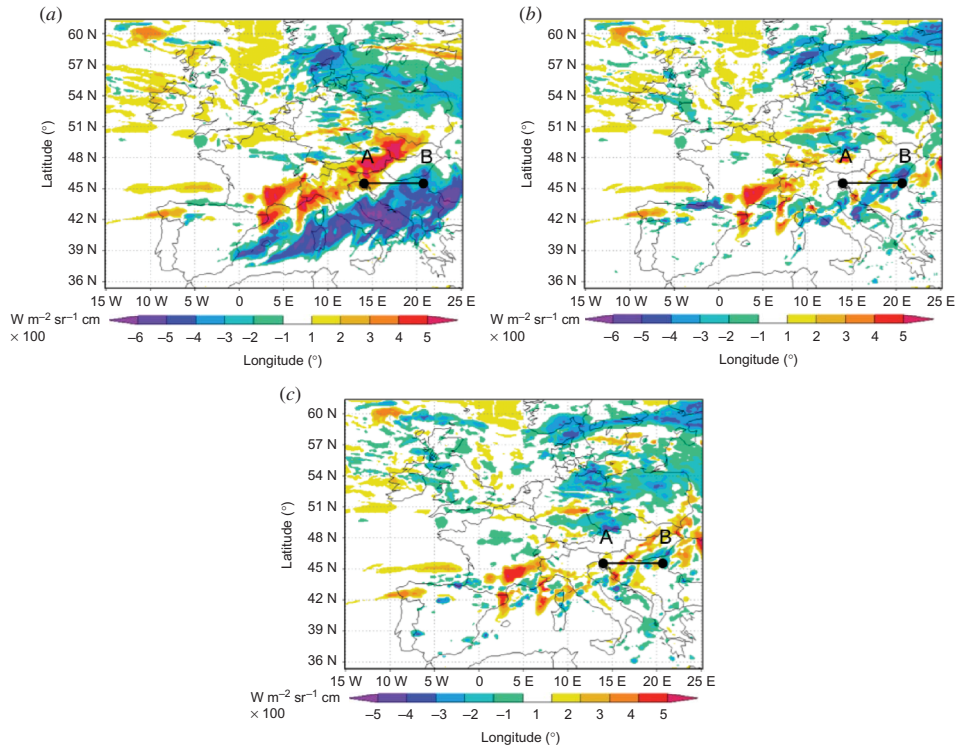 (a)
60 N
57 N
54 N
51 N
48 N
45 N
42 N
39 N
36 N
Latitude (°)
A B
15 W 10 W 5 W 0 5 E 10 E 15 E 20 E 25 E
W m−2 sr−1 cm
× 100
−6 −5 −4 −3 −2 −1 1 2 3 4 5
Longitude (°)
(b)
60 N
57 N
54 N
51 N
48 N
45 N
42 N
39 N
36 N
Latitude (°)
A B
15 W 10 W 5 W 0 5 E 10 E 15 E 20 E 25 E
W m−2 sr−1 cm
× 100
−6 −5 −4 −3 −2 −1 1 2 3 4 5
Longitude (°)
(c)
60 N
57 N
54 N
51 N
48 N
45 N
42 N
39 N
36 N
Latitude (°)
A B
15 W 10 W 5 W 0 5 E 10 E 15 E 20 E 25 E
W m−2 sr−1 cm
× 100
−5 −4 −3 −2 −1 1 2 3 4 5
Longitude (°)